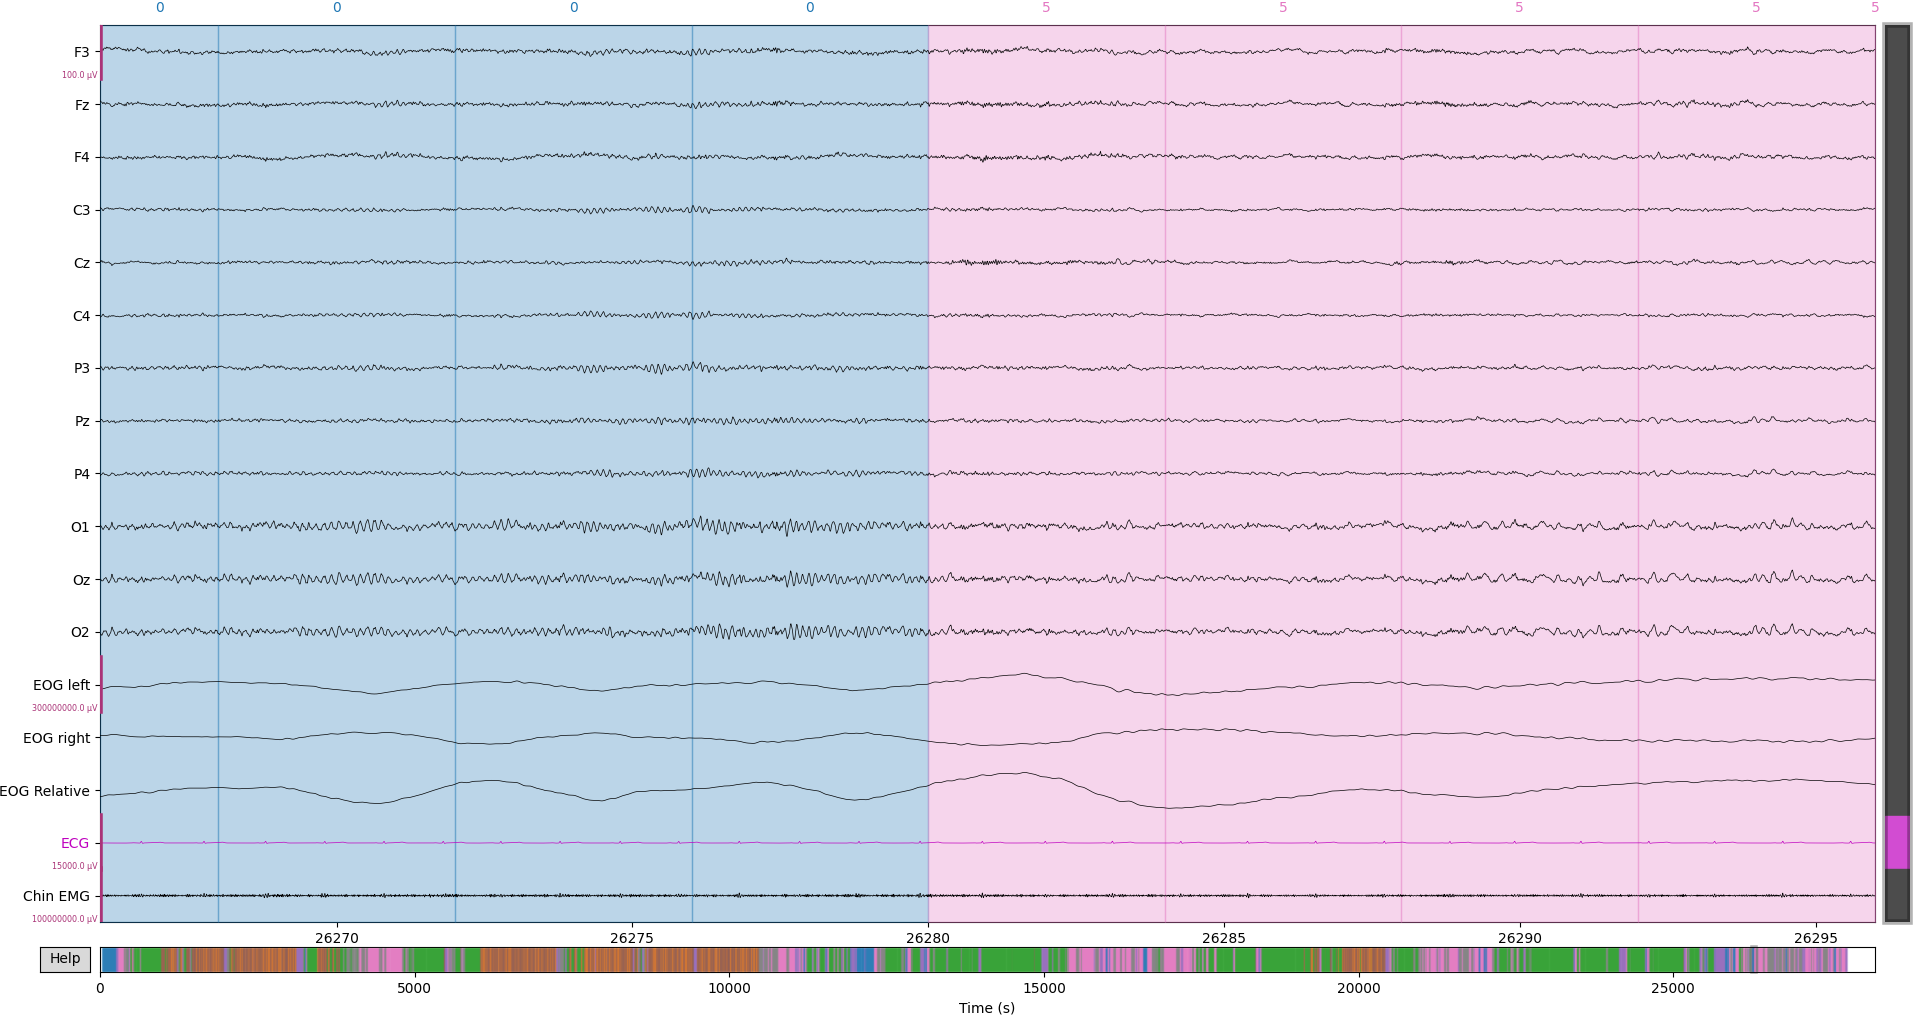 0 0 0 0 5 5 5 5 5
F3
100.0 µV
Fz
F4
C3
Cz
C4
P3
Pz
P4
O1
Oz
O2
EOG left
300000000.0 µV
EOG right
EOG Relative
ECG
15000.0 µV
Chin EMG
100000000.0 µV
26270 26275 26280 26285 26290 26295
Help
0 5000 10000 15000 20000 25000
Time (s)